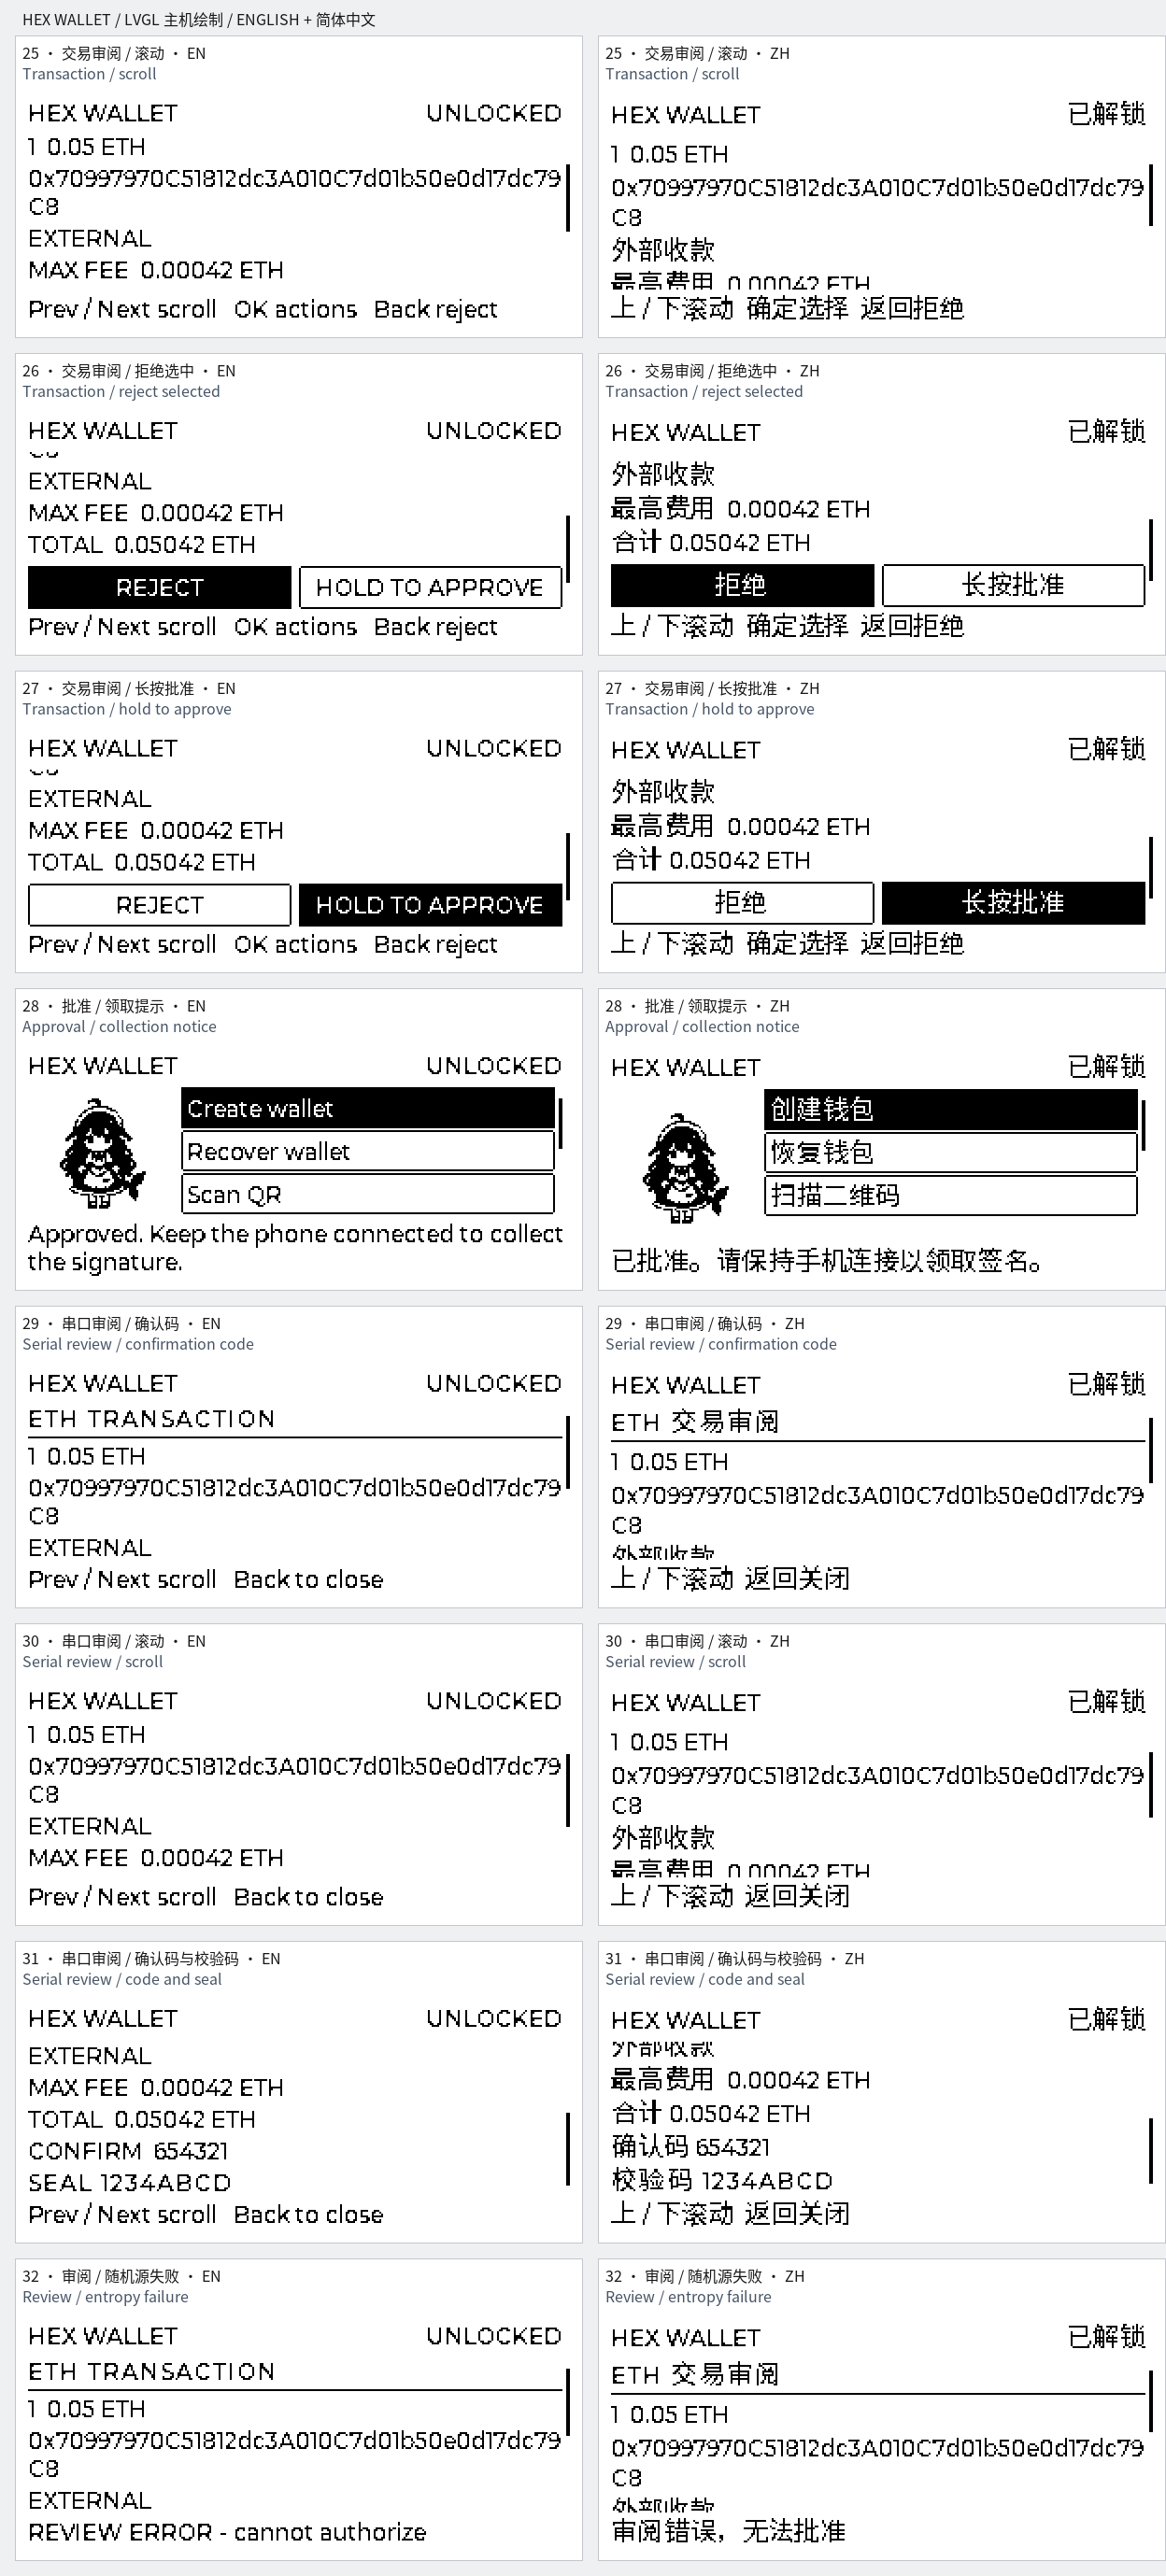 HEX WALLET / LVGL 主机绘制 / ENGLISH + 简体中文
25 · 交易审阅 / 滚动 · EN
Transaction / scroll
HEX WALLET UNLOCKED
1 0.05 ETH
0x70997970C51812dc3A010C7d01b50e0d17dc79
C8
EXTERNAL
MAX FEE 0.00042 ETH
Prev / Next scroll OK actions Back reject
25 · 交易审阅 / 滚动 · ZH
Transaction / scroll
HEX WALLET 已解锁
1 0.05 ETH
0x70997970C51812dc3A010C7d01b50e0d17dc79
C8
外部收款
最高费用 0.00042 ETH
上 / 下滚动 确定选择 返回拒绝
26 · 交易审阅 / 拒绝选中 · EN
Transaction / reject selected
HEX WALLET UNLOCKED
EXTERNAL
MAX FEE 0.00042 ETH
TOTAL 0.05042 ETH
REJECT HOLD TO APPROVE
Prev / Next scroll OK actions Back reject
26 · 交易审阅 / 拒绝选中 · ZH
Transaction / reject selected
HEX WALLET 已解锁
外部收款
最高费用 0.00042 ETH
合计 0.05042 ETH
拒绝 长按批准
上 / 下滚动 确定选择 返回拒绝
27 · 交易审阅 / 长按批准 · EN
Transaction / hold to approve
HEX WALLET UNLOCKED
EXTERNAL
MAX FEE 0.00042 ETH
TOTAL 0.05042 ETH
REJECT HOLD TO APPROVE
Prev / Next scroll OK actions Back reject
27 · 交易审阅 / 长按批准 · ZH
Transaction / hold to approve
HEX WALLET 已解锁
外部收款
最高费用 0.00042 ETH
合计 0.05042 ETH
拒绝 长按批准
上 / 下滚动 确定选择 返回拒绝
28 · 批准 / 领取提示 · EN
Approval / collection notice
HEX WALLET UNLOCKED
Create wallet
Recover wallet
Scan QR
Approved. Keep the phone connected to collect
the signature.
28 · 批准 / 领取提示 · ZH
Approval / collection notice
HEX WALLET 已解锁
创建钱包
恢复钱包
扫描二维码
已批准。请保持手机连接以领取签名。
29 · 串口审阅 / 确认码 · EN
Serial review / confirmation code
HEX WALLET UNLOCKED
ETH TRANSACTION
1 0.05 ETH
0x70997970C51812dc3A010C7d01b50e0d17dc79
C8
EXTERNAL
Prev / Next scroll Back to close
29 · 串口审阅 / 确认码 · ZH
Serial review / confirmation code
HEX WALLET 已解锁
ETH 交易审阅
1 0.05 ETH
0x70997970C51812dc3A010C7d01b50e0d17dc79
C8
外部收款
上 / 下滚动 返回关闭
30 · 串口审阅 / 滚动 · EN
Serial review / scroll
HEX WALLET UNLOCKED
1 0.05 ETH
0x70997970C51812dc3A010C7d01b50e0d17dc79
C8
EXTERNAL
MAX FEE 0.00042 ETH
Prev / Next scroll Back to close
30 · 串口审阅 / 滚动 · ZH
Serial review / scroll
HEX WALLET 已解锁
1 0.05 ETH
0x70997970C51812dc3A010C7d01b50e0d17dc79
C8
外部收款
最高费用 0.00042 ETH
上 / 下滚动 返回关闭
31 · 串口审阅 / 确认码与校验码 · EN
Serial review / code and seal
HEX WALLET UNLOCKED
EXTERNAL
MAX FEE 0.00042 ETH
TOTAL 0.05042 ETH
CONFIRM 654321
SEAL 1234ABCD
Prev / Next scroll Back to close
31 · 串口审阅 / 确认码与校验码 · ZH
Serial review / code and seal
HEX WALLET 已解锁
外部收款
最高费用 0.00042 ETH
合计 0.05042 ETH
确认码 654321
校验码 1234ABCD
上 / 下滚动 返回关闭
32 · 审阅 / 随机源失败 · EN
Review / entropy failure
HEX WALLET UNLOCKED
ETH TRANSACTION
1 0.05 ETH
0x70997970C51812dc3A010C7d01b50e0d17dc79
C8
EXTERNAL
REVIEW ERROR - cannot authorize
32 · 审阅 / 随机源失败 · ZH
Review / entropy failure
HEX WALLET 已解锁
ETH 交易审阅
1 0.05 ETH
0x70997970C51812dc3A010C7d01b50e0d17dc79
C8
外部收款
审阅错误，无法批准